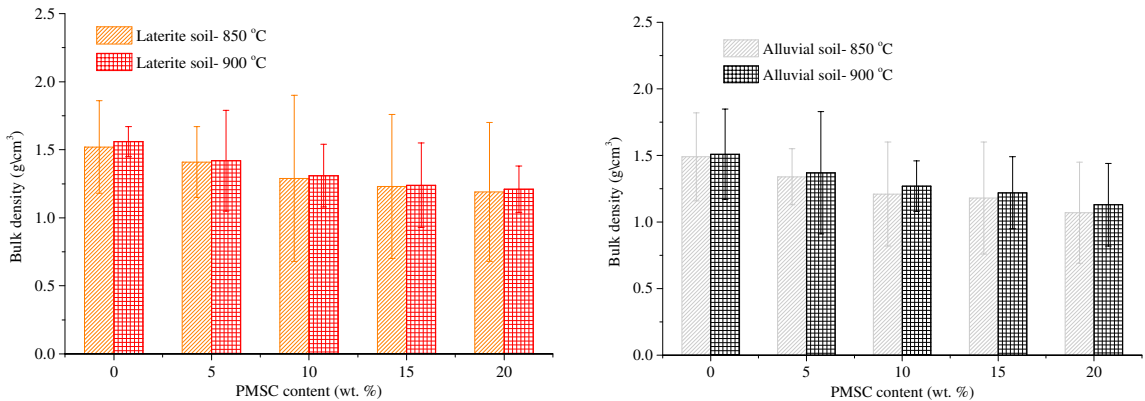 2.5
2.0
1.5
1.0
0.5
0.0
Bulk density (g\cm³)
Laterite soil- 850 °C
Laterite soil- 900 °C
0 5 10 15 20
PMSC content (wt. %)
2.5
2.0
1.5
1.0
0.5
0.0
Bulk density (g\cm³)
Alluvial soil- 850 °C
Alluvial soil- 900 °C
0 5 10 15 20
PMSC content (wt. %)